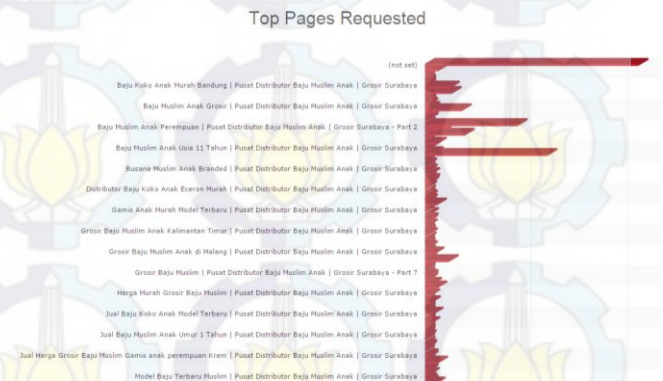 Top Pages Requested
(not set)
Baju Koko Anak Murah Bandung | Pusat Distributor Baju Muslim Anak | Grosir Surabaya
Baju Muslim Anak Grosir | Pusat Distributor Baju Muslim Anak | Grosir Surabaya
Baju Muslim Anak Perempuan | Pusat Distributor Baju Muslim Anak | Grosir Surabaya - Part 2
Baju Muslim Anak Usia 11 Tahun | Pusat Distributor Baju Muslim Anak | Grosir Surabaya
Busana Muslim Anak Branded | Pusat Distributor Baju Muslim Anak | Grosir Surabaya
Distributor Baju Koko Anak Eceran Murah | Pusat Distributor Baju Muslim Anak | Grosir Surabaya
Gamis Anak Murah Model Terbaru | Pusat Distributor Baju Muslim Anak | Grosir Surabaya
Grosir Baju Muslim Anak Kalimantan Timur | Pusat Distributor Baju Muslim Anak | Grosir Surabaya
Grosir Baju Muslim Anak di Malang | Pusat Distributor Baju Muslim Anak | Grosir Surabaya
Grosir Baju Muslim | Pusat Distributor Baju Muslim Anak | Grosir Surabaya - Part 7
Harga Murah Grosir Baju Muslim | Pusat Distributor Baju Muslim Anak | Grosir Surabaya
Jual Baju Koko Anak Model Terbaru | Pusat Distributor Baju Muslim Anak | Grosir Surabaya
Jual Baju Muslim Anak Umur 1 Tahun | Pusat Distributor Baju Muslim Anak | Grosir Surabaya
Jual Harga Grosir Baju Muslim Gamis anak perempuan Krem | Pusat Distributor Baju Muslim Anak | Grosir Surabaya
Model Baju Terbaru Muslim | Pusat Distributor Baju Muslim Anak | Grosir Surabaya